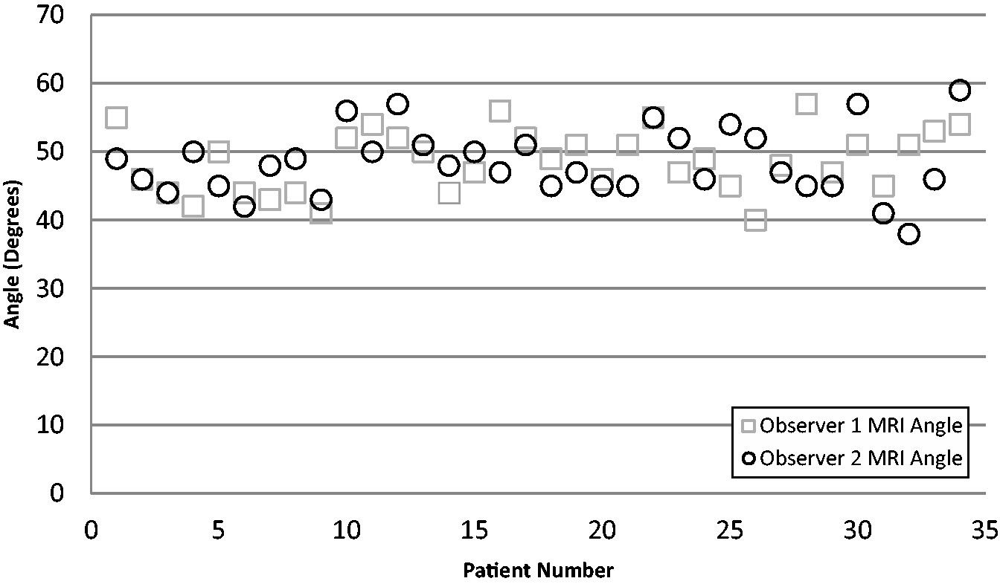 70
60
50
40
30
20
10
0
Angle (Degrees)
Observer 1 MRI Angle
Observer 2 MRI Angle
0 5 10 15 20 25 30 35
Patient Number